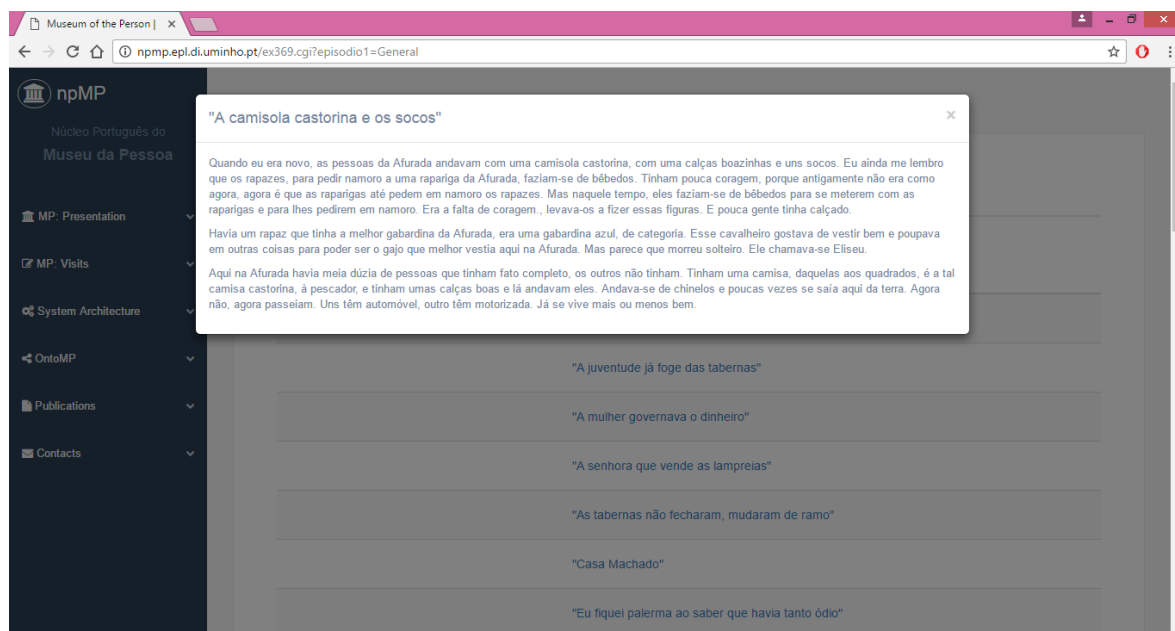 Museum of the Person |
npmp.epl.di.uminho.pt/ex369.cgi?episodio1=General
npMP
Núcleo Português do
Museu da Pessoa
MP: Presentation
MP: Visits
System Architecture
OntoMP
Publications
Contacts
"A camisola castorina e os socos"
Quando eu era novo, as pessoas da Afurada andavam com uma camisola castorina, com uma calças boazinhas e uns socos. Eu ainda me lembro
que os rapazes, para pedir namoro a uma rapariga da Afurada, faziam-se de bêbedos. Tinham pouca coragem, porque antigamente não era como
agora, agora é que as raparigas até pedem em namoro os rapazes. Mas naquele tempo, eles faziam-se de bêbedos para se meterem com as
raparigas e para lhes pedirem em namoro. Era a falta de coragem., levava-os a fizer essas figuras. E pouca gente tinha calçado.
Havia um rapaz que tinha a melhor gabardina da Afurada, era uma gabardina azul, de categoria. Esse cavalheiro gostava de vestir bem e poupava
em outras coisas para poder ser o gajo que melhor vestia aqui na Afurada. Mas parece que morreu solteiro. Ele chamava-se Eliseu.
Aqui na Afurada havia meia dúzia de pessoas que tinham fato completo, os outros não tinham. Tinham uma camisa, daquelas aos quadrados, é a tal
camisa castorina, à pescador, e tinham umas calças boas e lá andavam eles. Andava-se de chinelos e poucas vezes se saía aqui da terra. Agora
não, agora passeiam. Uns têm automóvel, outro têm motorizada. Já se vive mais ou menos bem.
"A juventude já foge das tabernas"
"A mulher governava o dinheiro"
"A senhora que vende as lampreias"
"As tabernas não fecharam, mudaram de ramo"
"Casa Machado"
"Eu fiquei palerma ao saber que havia tanto ódio"